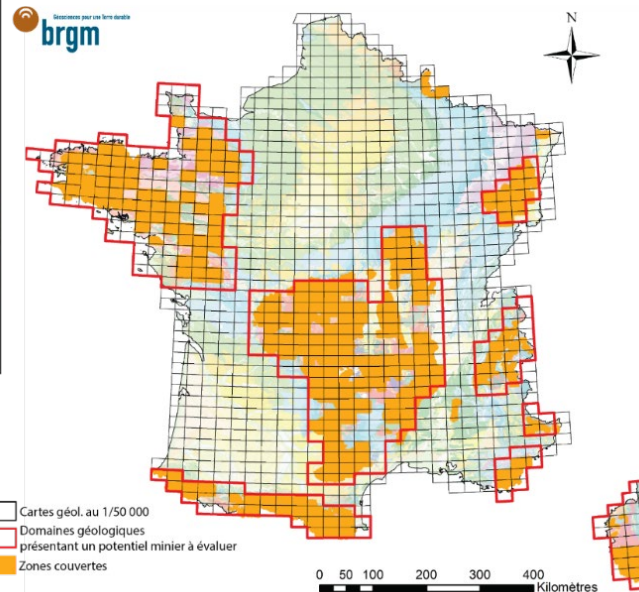 Géosciences pour une Terre durable
brgm
N
Cartes géol. au 1/50 000
Domaines géologiques
présentant un potentiel minier à évaluer
Zones couvertes
0 50 100 200 300 400
Kilomètres